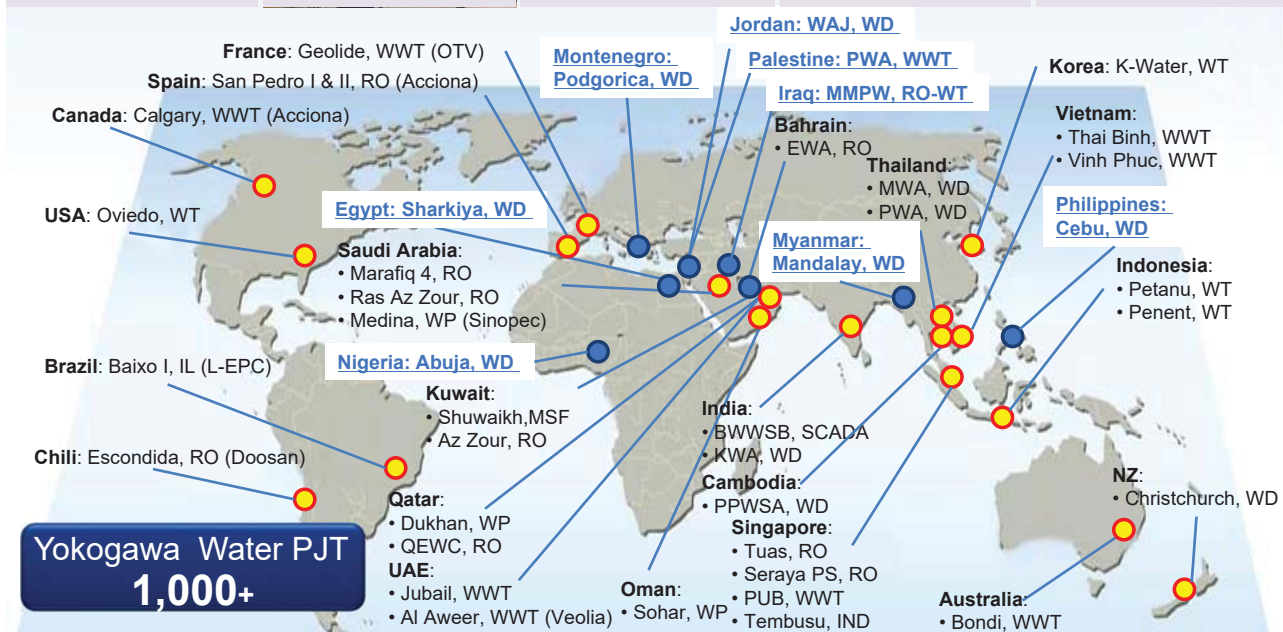 Jordan: WAJ, WD
France: Geolide, WWT (OTV)
Montenegro:
Podgorica, WD
Palestine: PWA, WWT
Spain: San Pedro I & II, RO (Acciona)
Korea: K-Water, WT
Iraq: MMPW, RO-WT
Canada: Calgary, WWT (Acciona)
Vietnam:
• Thai Binh, WWT
• Vinh Phuc, WWT
Bahrain:
• EWA, RO
Thailand:
• MWA, WD
• PWA, WD
USA: Oviedo, WT
Egypt: Sharkiya, WD
Philippines:
Cebu, WD
Saudi Arabia:
• Marafiq 4, RO
• Ras Az Zour, RO
• Medina, WP (Sinopec)
Myanmar:
Mandalay, WD
Indonesia:
• Petanu, WT
• Penent, WT
Brazil: Baixo I, IL (L-EPC)
Nigeria: Abuja, WD
Kuwait:
• Shuwaikh,MSF
• Az Zour, RO
India:
• BWWSB, SCADA
• KWA, WD
Chili: Escondida, RO (Doosan)
Cambodia:
• PPWSA, WD
NZ:
• Christchurch, WD
Qatar:
• Dukhan, WP
• QEWC, RO
Singapore:
• Tuas, RO
• Seraya PS, RO
• PUB, WWT
• Tembusu, IND
Yokogawa Water PJT
1,000+
UAE:
• Jubail, WWT
• Al Aweer, WWT (Veolia)
Oman:
• Sohar, WP
Australia:
• Bondi, WWT